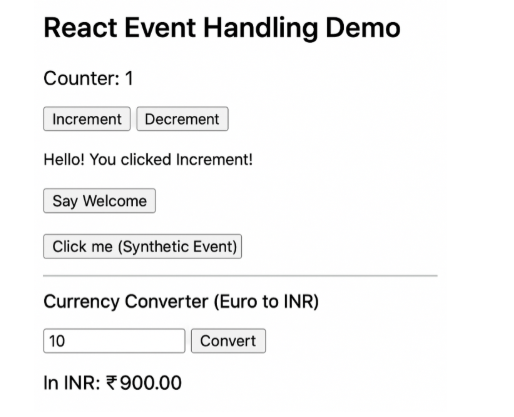 React Event Handling Demo
Counter: 1
Increment Decrement
Hello! You clicked Increment!
Say Welcome
Click me (Synthetic Event)
Currency Converter (Euro to INR)
10 Convert
In INR: ₹900.00